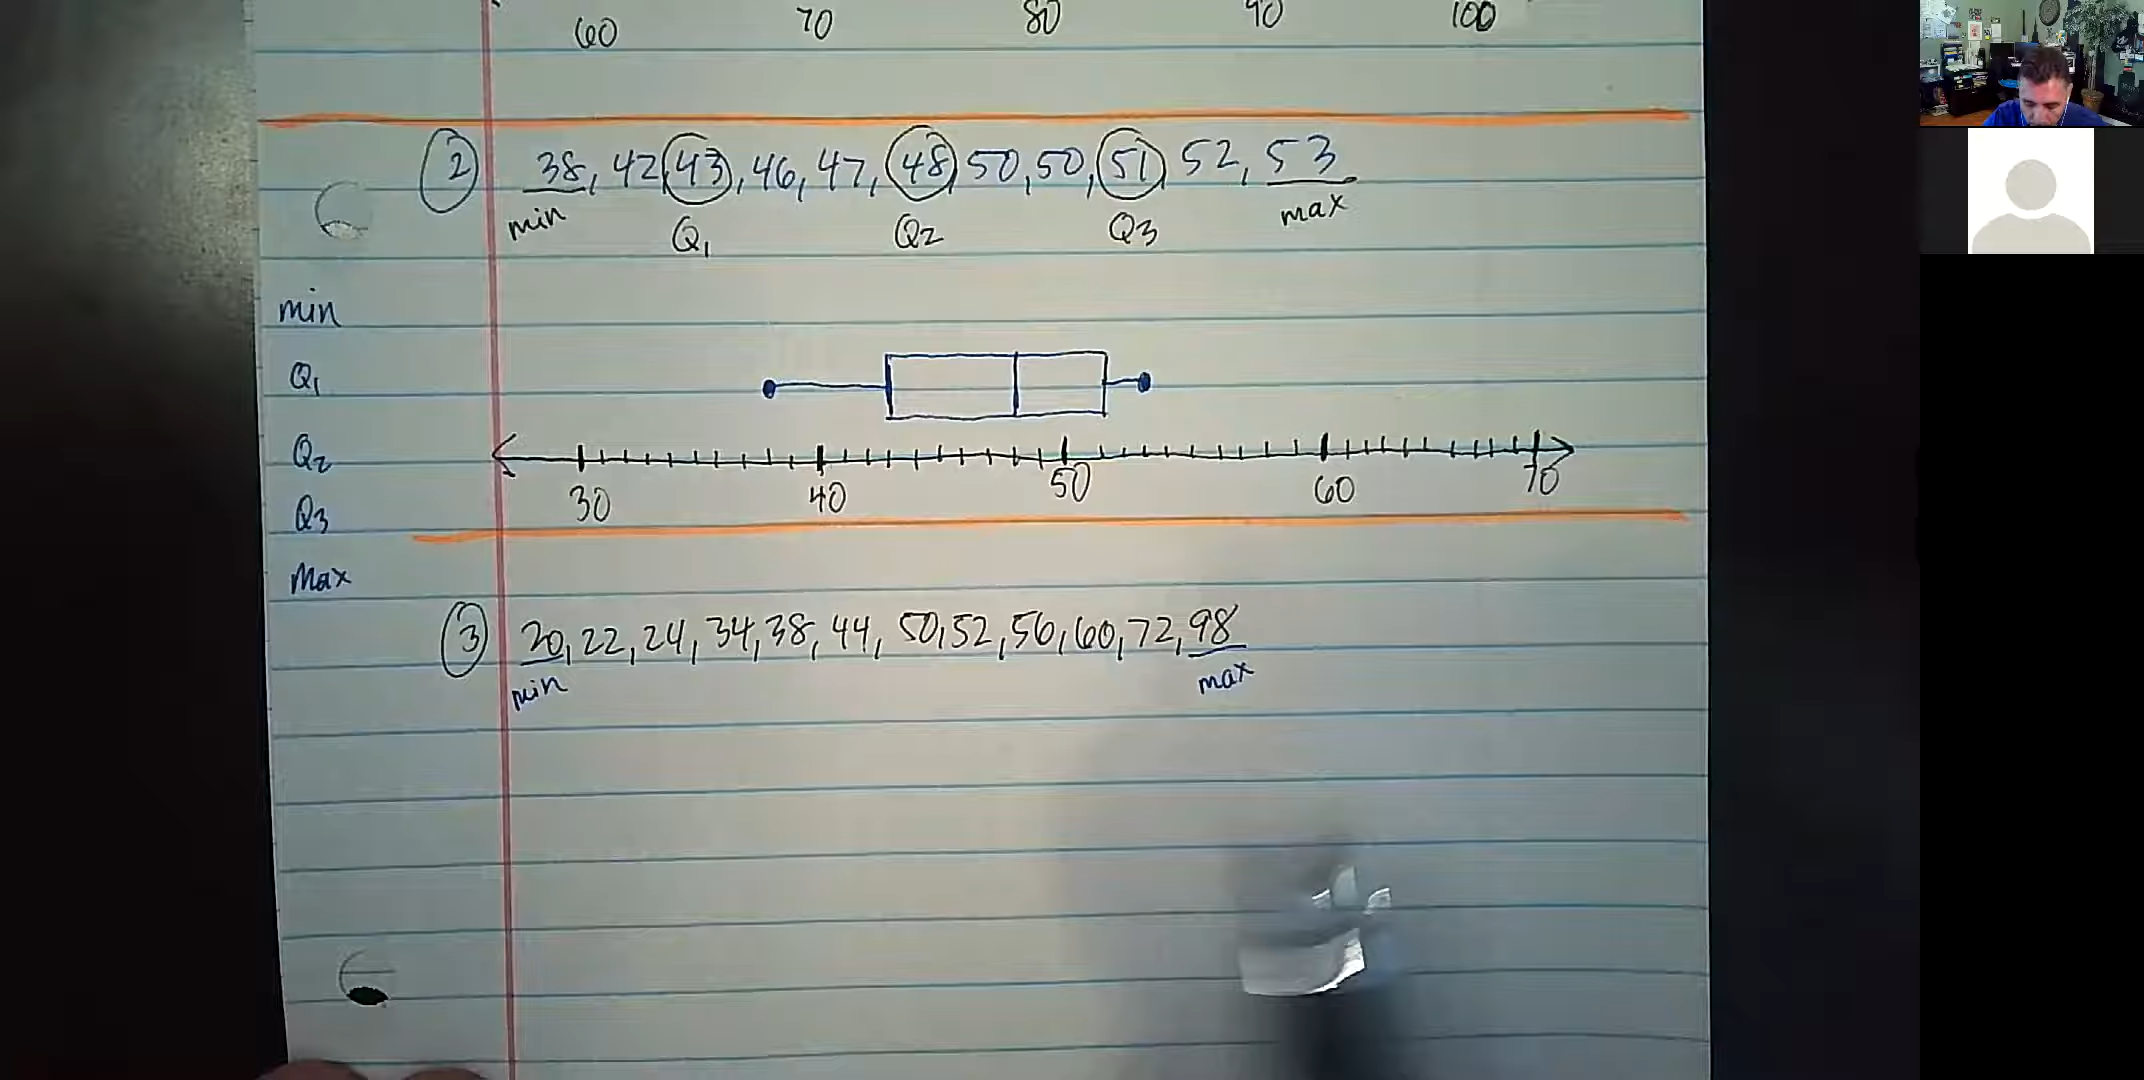 60 70 80 90 100
2 38, 42, 43, 46, 47, 48, 50, 50, 51, 52, 53
min Q1 Q2 Q3 max
min
Q1
Q2
30 40 50 60 70
Q3
Max
3 20, 22, 24, 34, 38, 44, 50, 52, 56, 60, 72, 98
min max